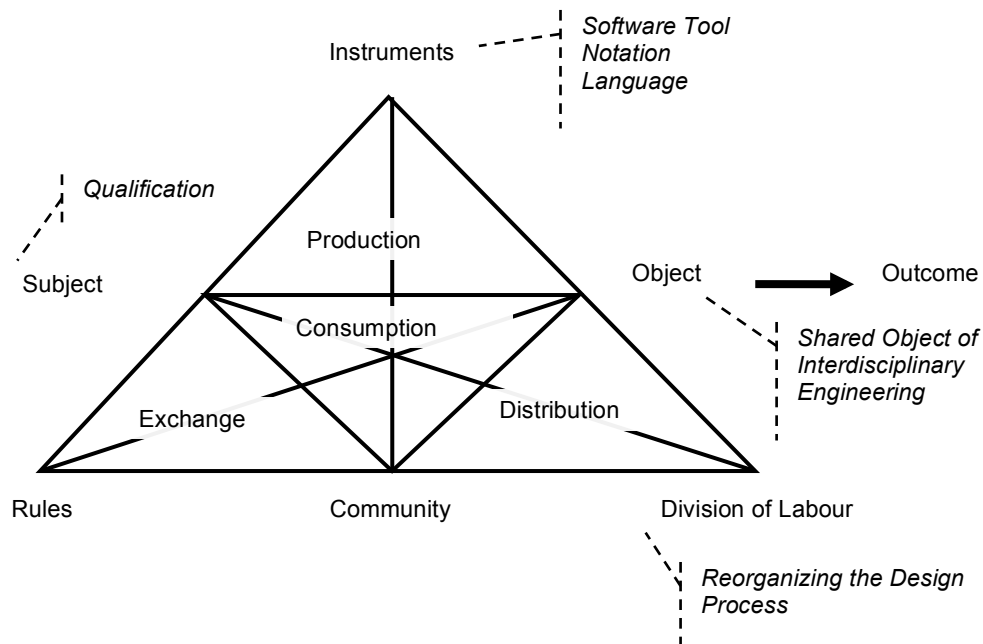 Instruments
Software Tool
Notation
Language
Qualification
Production
Subject
Object
Outcome
Consumption
Shared Object of
Interdisciplinary
Engineering
Exchange
Distribution
Rules
Community
Division of Labour
Reorganizing the Design
Process